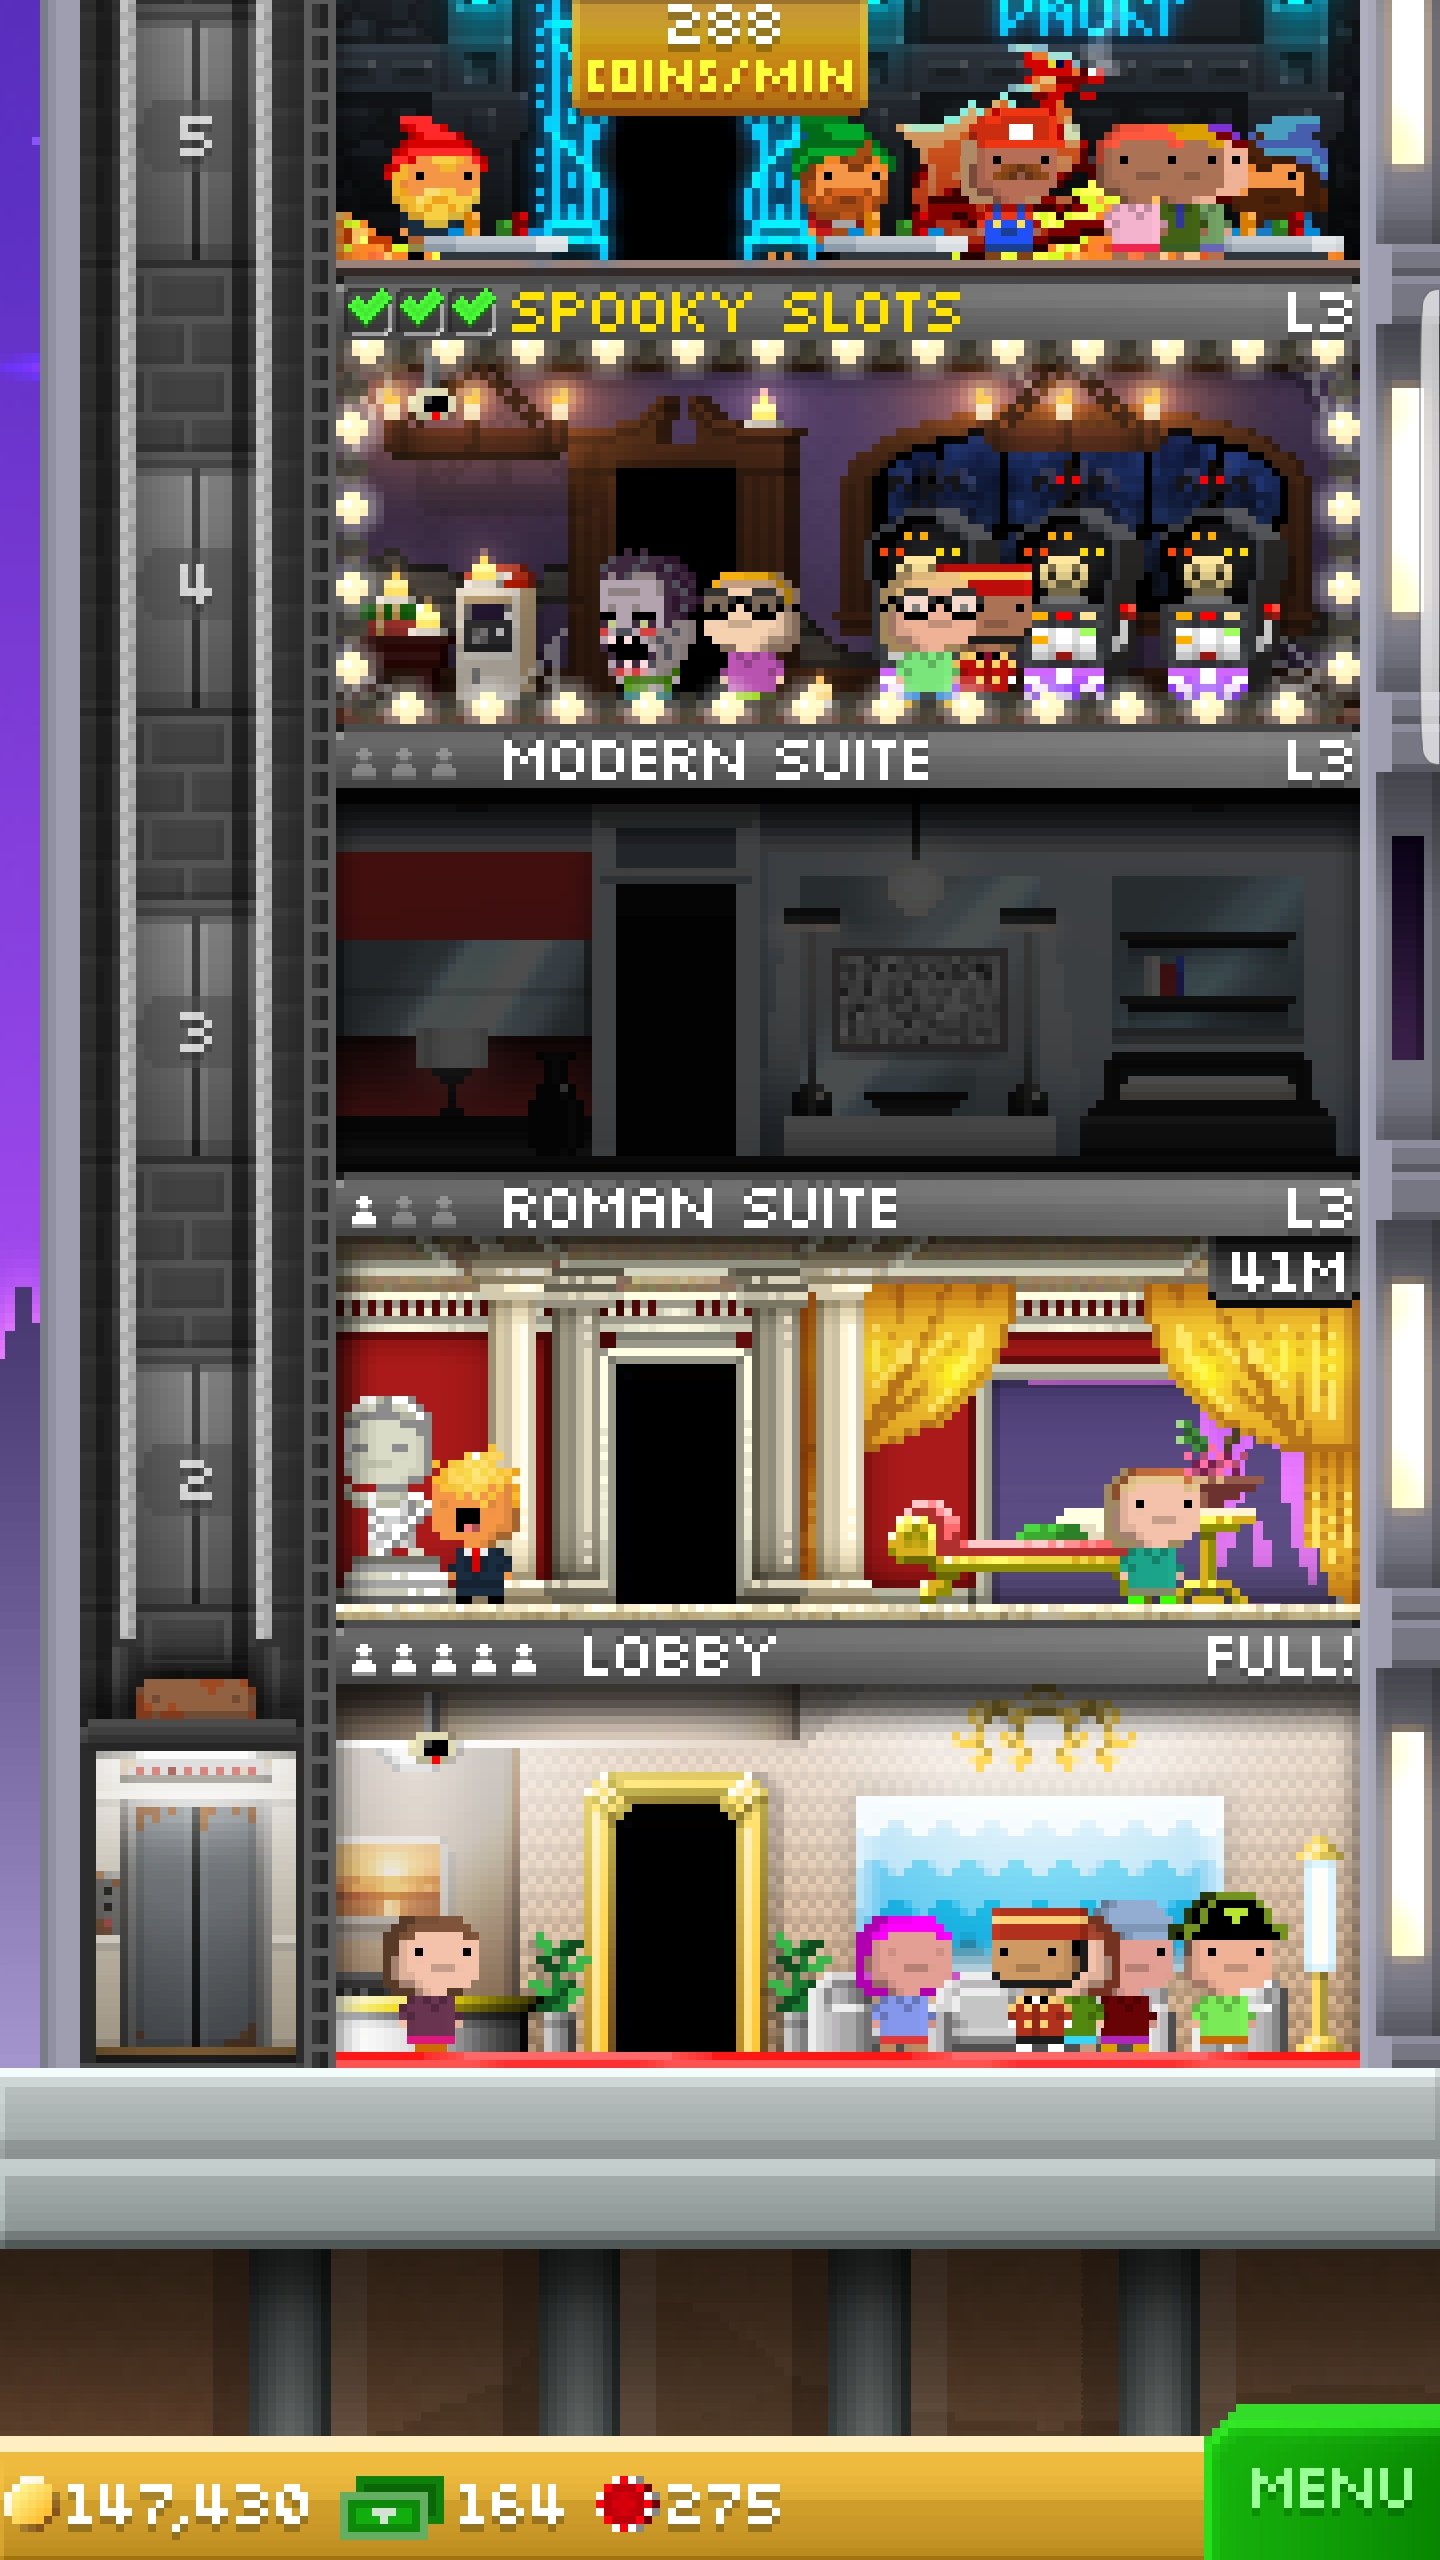 288
COINS/MIN
5
SPOOKY SLOTS L3
4
MODERN SUITE L3
3
ROMAN SUITE L3
41M
2
LOBBY FULL!
147,430 164 275
MENU